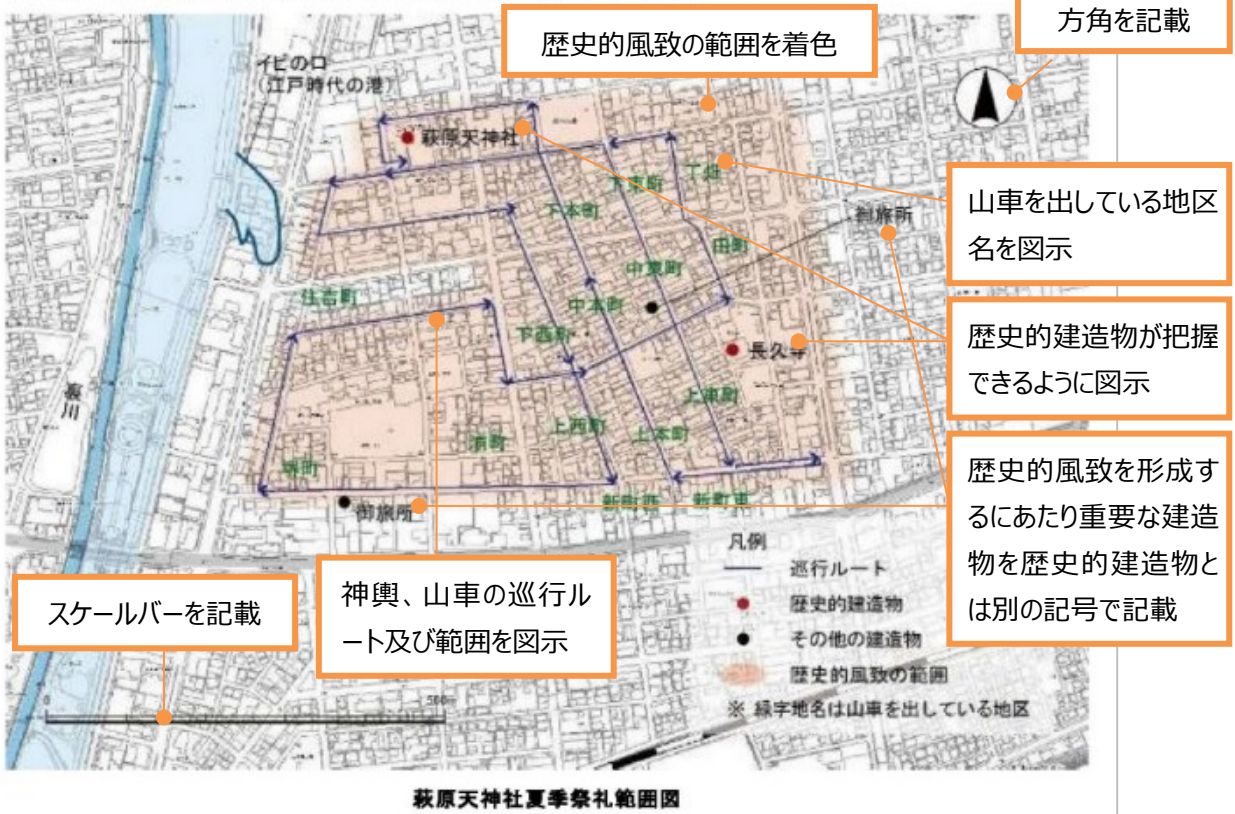 方角を記載
歴史的風致の範囲を着色
イビの口
(江戸時代の港)
萩原天神社
丁畑
下東町
山車を出している地区
名を図示
下本町
御旅所
田町
中東町
住吉町
中本町
下西町
歴史的建造物が把握
できるように図示
長久寺
上東町
上西町
上本町
浜町
堺町
歴史的風致を形成す
るにあたり重要な建造
物を歴史的建造物と
は別の記号で記載
新町西
新町東
御旅所
凡例
巡行ルート
歴史的建造物
その他の建造物
歴史的風致の範囲
※ 緑字地名は山車を出している地区
スケールバーを記載
神輿、山車の巡行ル
ート及び範囲を図示
0
500m
萩原天神社夏季祭礼範囲図